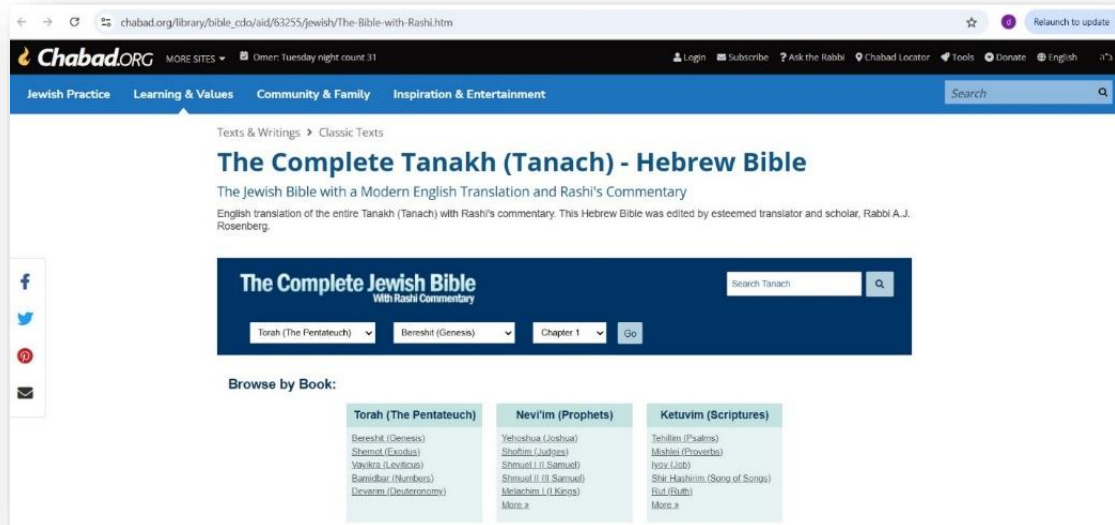 chabad.org/library/bible_cdo/aid/63255/jewish/The-Bible-with-Rashi.htm
d
Relaunch to update
Chabad.ORG MORE SITES Omer: Tuesday night count 31
Login Subscribe ? Ask the Rabbi Chabad Locator Tools Donate English ב"ה
Jewish Practice Learning & Values Community & Family Inspiration & Entertainment Search
Texts & Writings > Classic Texts
The Complete Tanakh (Tanach) - Hebrew Bible
The Jewish Bible with a Modern English Translation and Rashi's Commentary
English translation of the entire Tanakh (Tanach) with Rashi's commentary. This Hebrew Bible was edited by esteemed translator and scholar, Rabbi A.J.
Rosenberg.
The Complete Jewish Bible
With Rashi Commentary
Search Tanach
Torah (The Pentateuch) Bereshit (Genesis) Chapter 1 Go
Browse by Book:
Torah (The Pentateuch)
Bereshit (Genesis)
Shemot (Exodus)
Vayikra (Leviticus)
Bamidbar (Numbers)
Devarim (Deuteronomy)
Nevi'im (Prophets)
Yehoshua (Joshua)
Shoftim (Judges)
Shmuel I (I Samuel)
Shmuel II (II Samuel)
Melachim I (I Kings)
More »
Ketuvim (Scriptures)
Tehillim (Psalms)
Mishlei (Proverbs)
Iyov (Job)
Shir Hashirim (Song of Songs)
Rut (Ruth)
More »